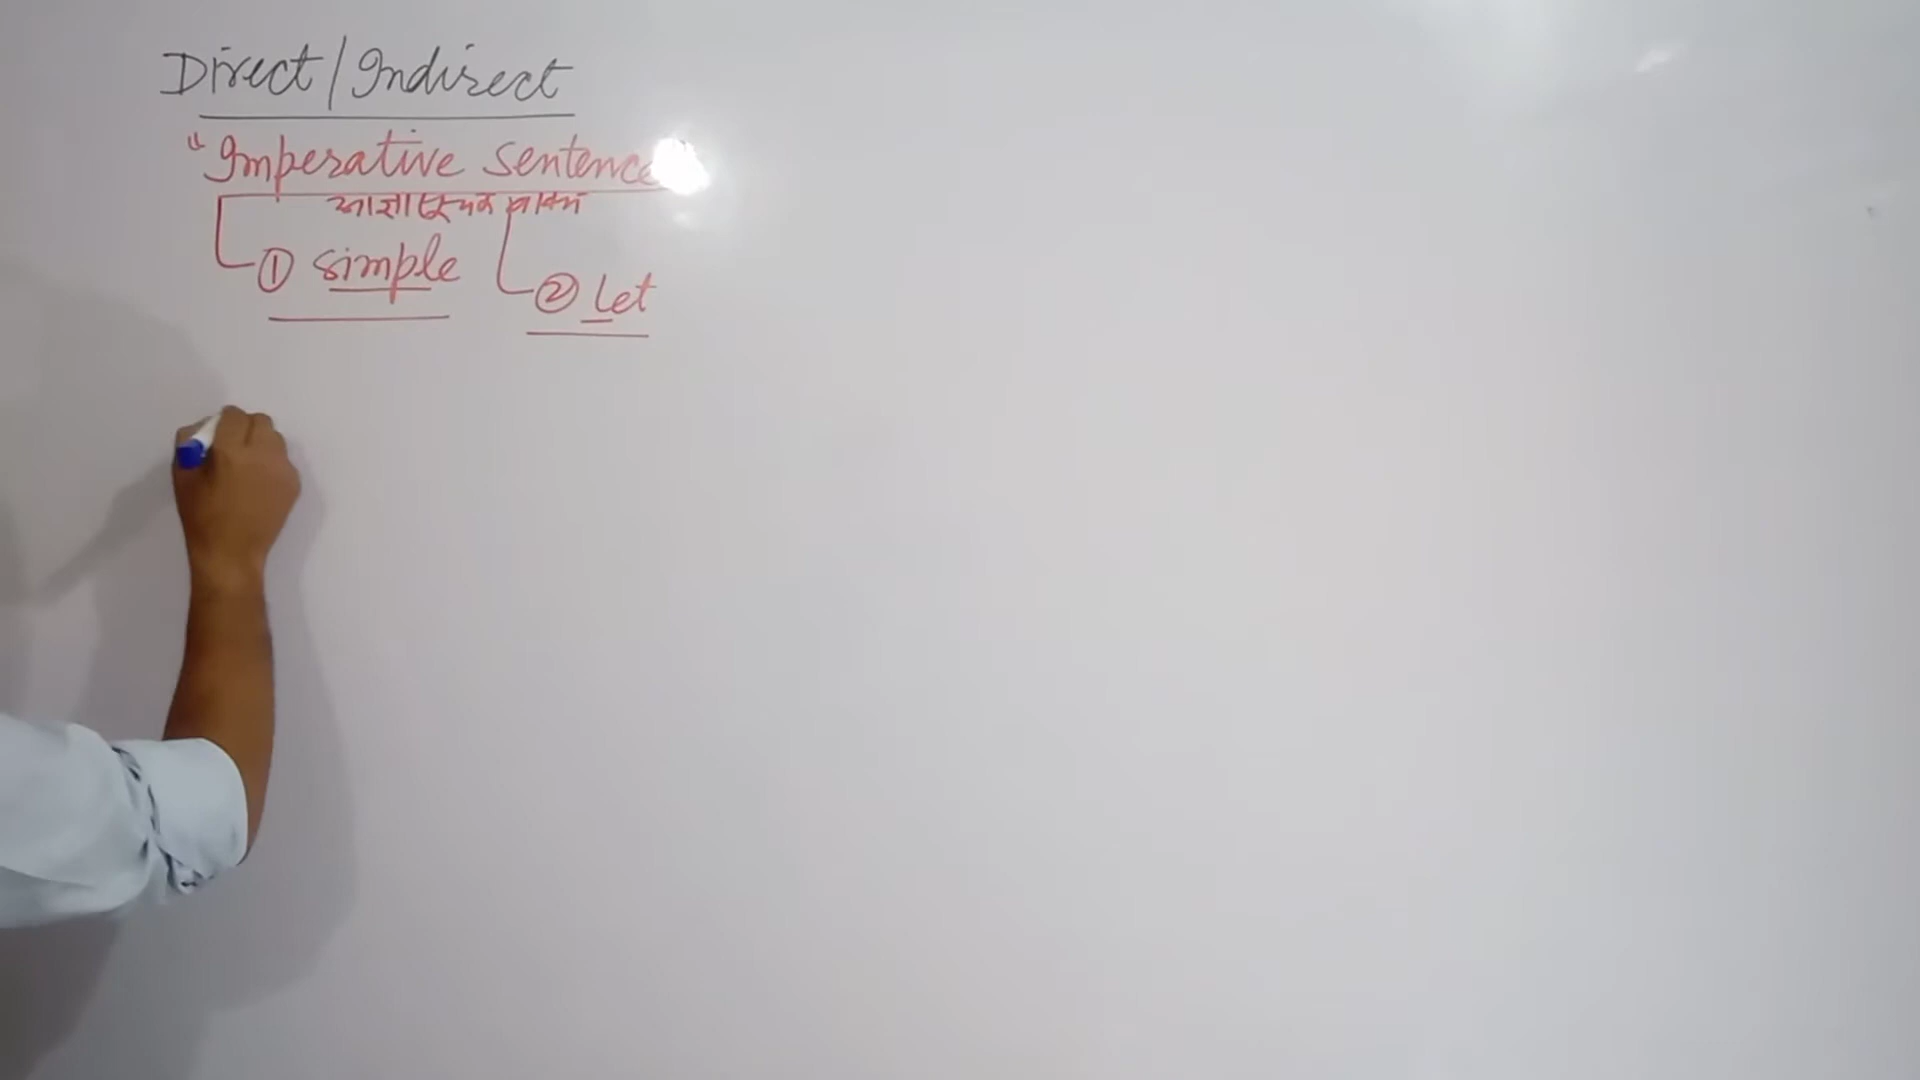 Direct/Indirect
"Imperative Sentence
आज्ञासूचक वाक्य
① Simple
② Let